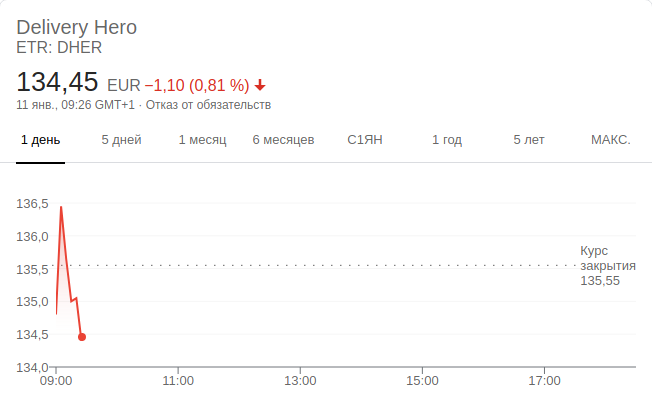 Delivery Hero
ETR: DHER
134,45 EUR −1,10 (0,81 %)
11 янв., 09:26 GMT+1 · Отказ от обязательств
1 день 5 дней 1 месяц 6 месяцев С1ЯН 1 год 5 лет МАКС.
136,5
136,0
135,5
135,0
134,5
134,0
Курс
закрытия
135,55
09:00 11:00 13:00 15:00 17:00